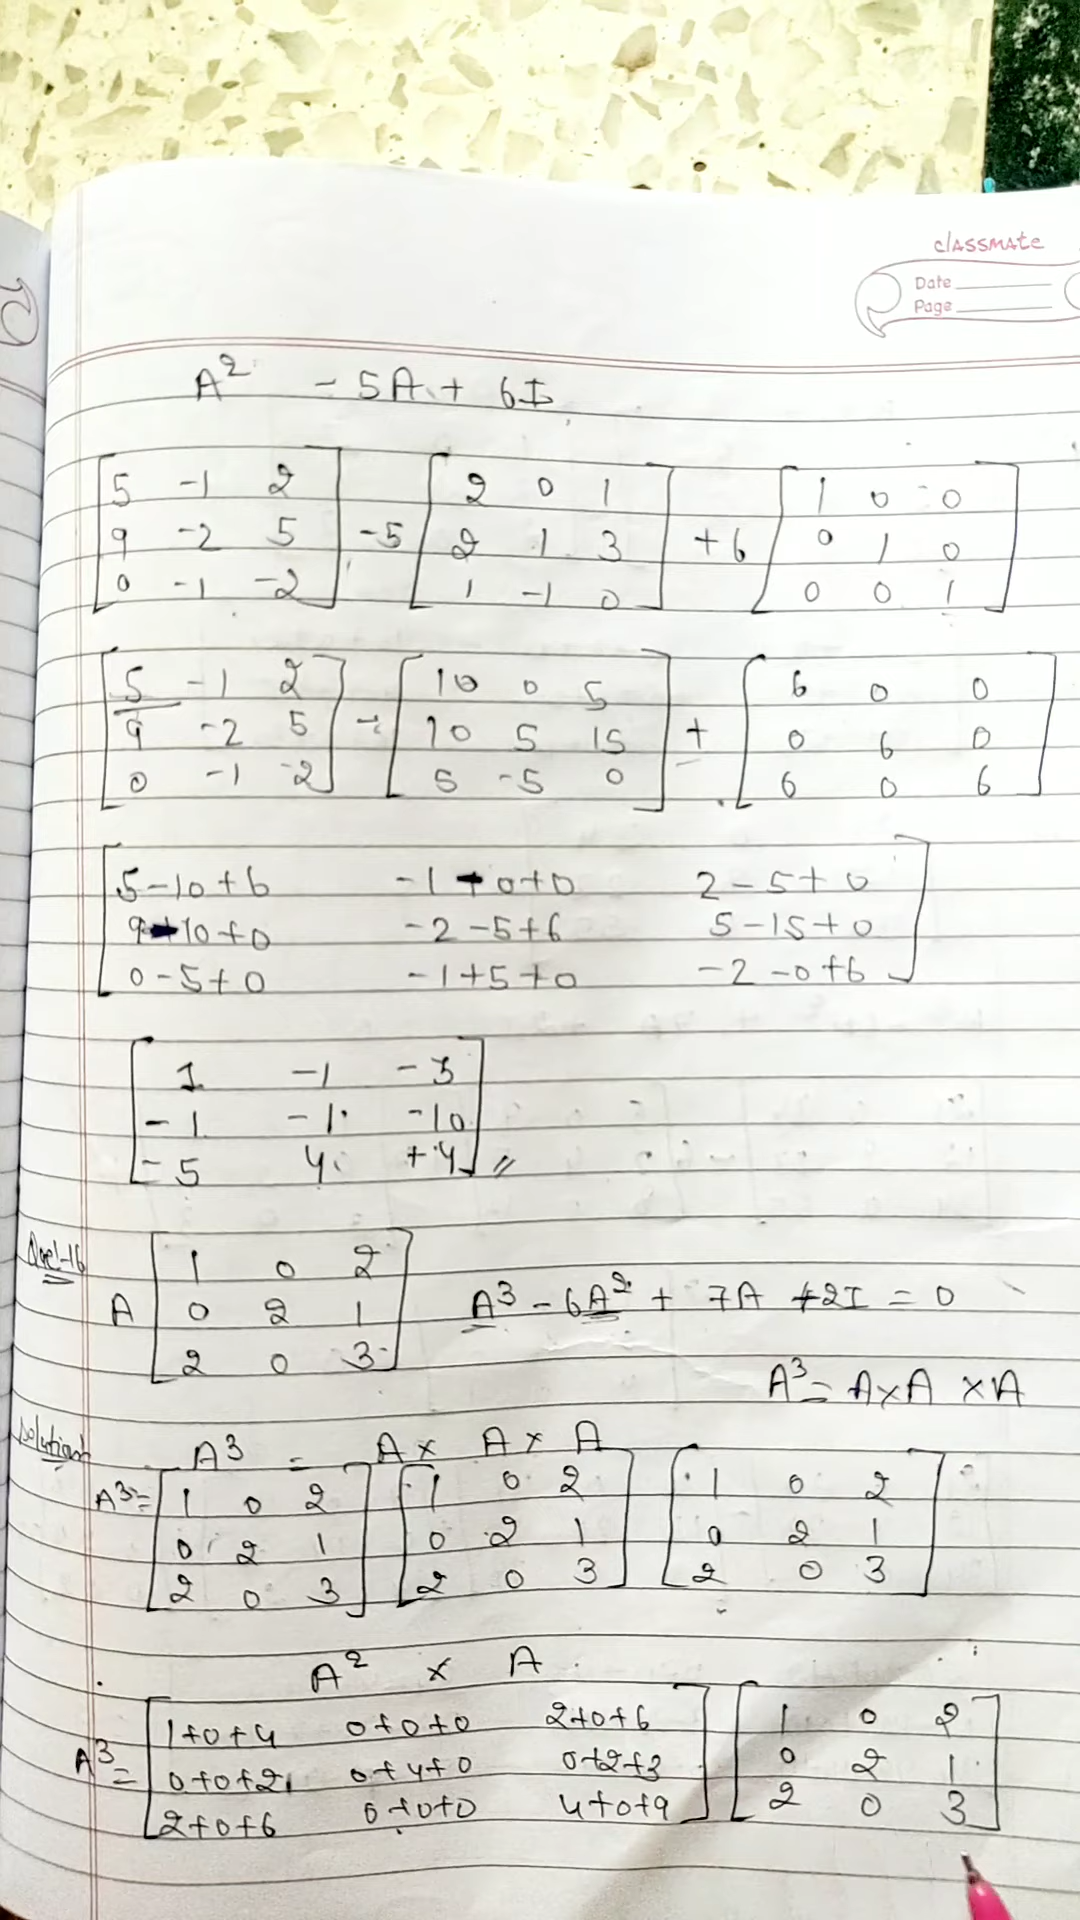 classmate
Date
Page
A² - 5A + 6I
[5 -1 2] -5 [2 0 1] +6 [1 0 0]
[9 -2 5] [2 1 3] [0 1 0]
[0 -1 -2] [1 -1 0] [0 0 1]
[5 -1 2] - [10 0 5] + [6 0 0]
[9 -2 5] [10 5 15] [0 6 0]
[0 -1 -2] [5 -5 0] [6 0 6]
[5-10+6 -1-0+0 2-5+0]
[9-10+0 -2-5+6 5-15+0]
[0-5+0 -1+5+0 -2-0+6]
[1 -1 -3]
[-1 -1 -10]
[-5 4 +4] //
Que-16 A [1 0 2] A³ - 6A² + 7A + 2I = 0
[0 2 1]
[2 0 3]
A³ = A×A×A
Solution A³ = A× A× A
A³= [1 0 2] [1 0 2] [1 0 2]
[0 2 1] [0 2 1] [0 2 1]
[2 0 3] [2 0 3] [2 0 3]
A² × A
A³= [1+0+4 0+0+0 2+0+6] [1 0 2]
[0+0+2 0+4+0 0+2+3] [0 2 1]
[2+0+6 0+0+0 4+0+9] [2 0 3]